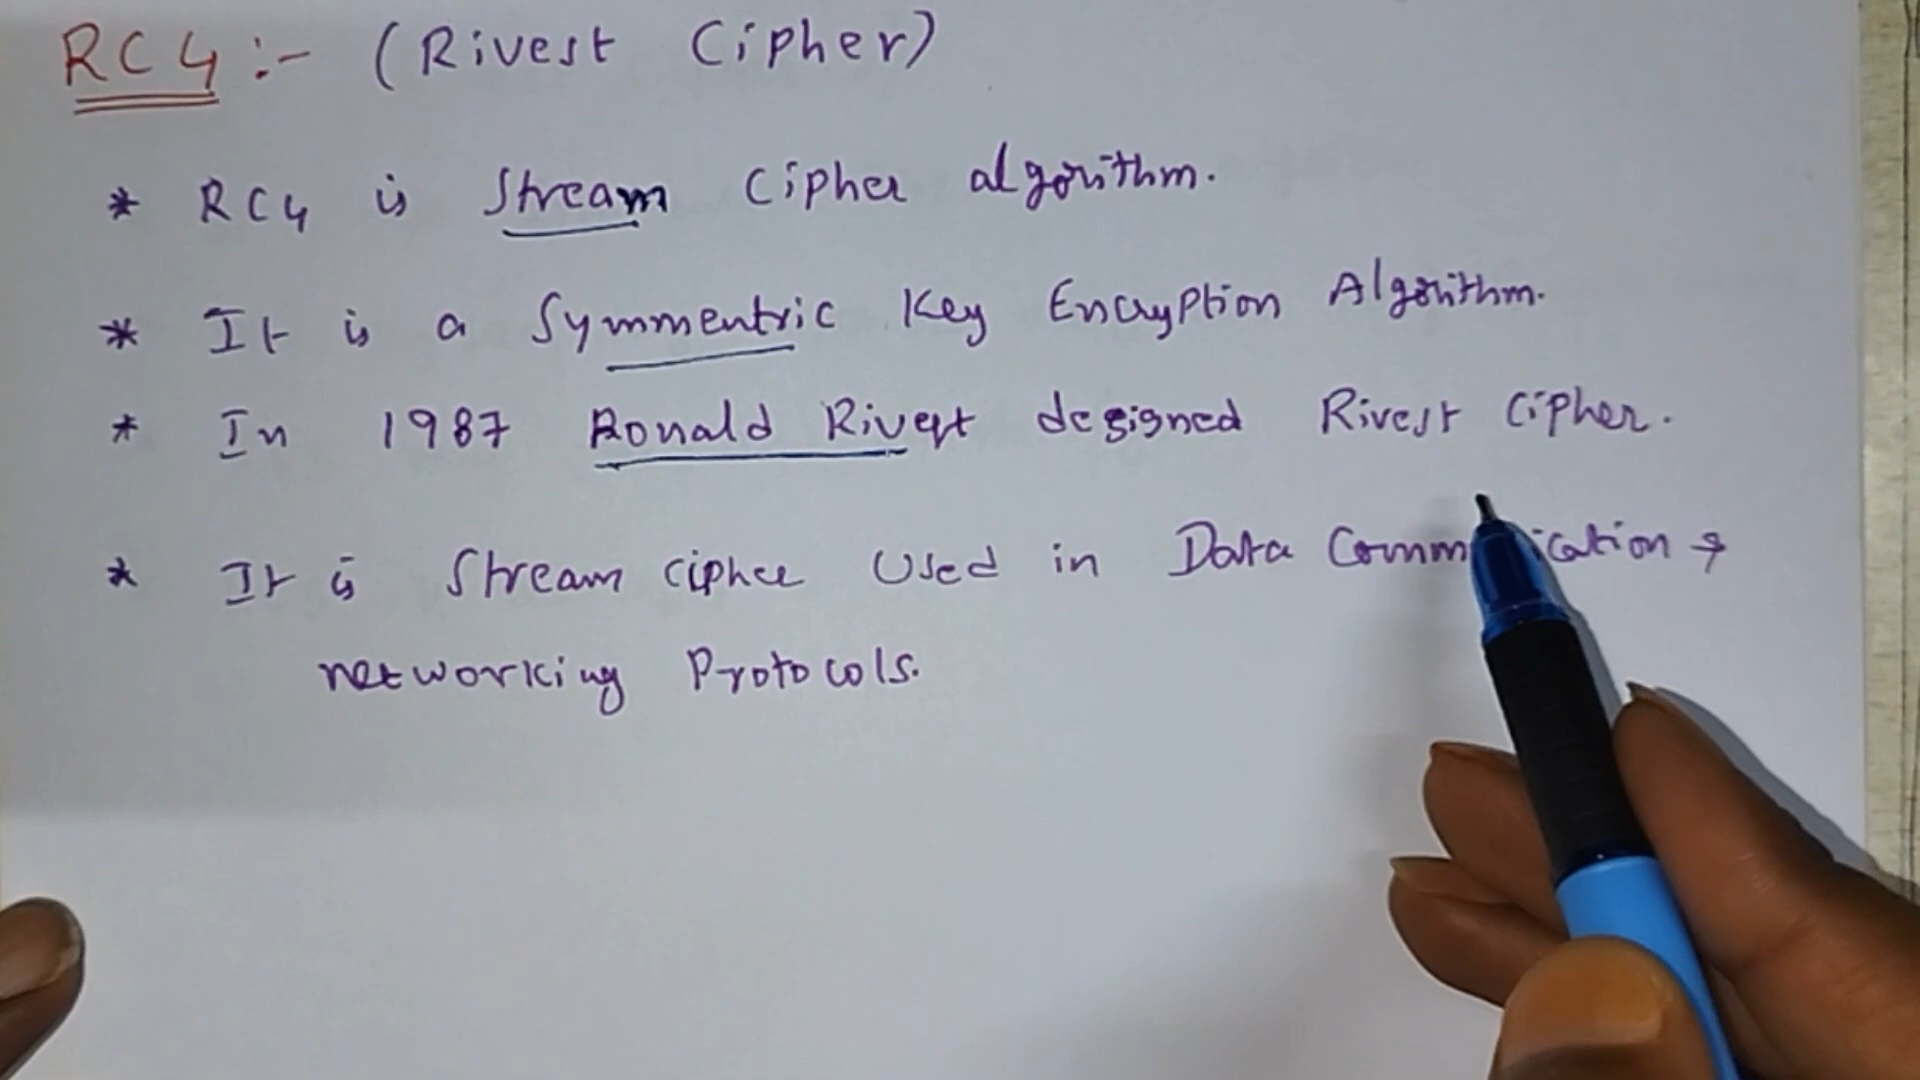 RC4 :- (Rivest Cipher)
* RC4 is Stream Cipher algorithm.
* It is a Symmentric Key Encryption Algorithm.
* In 1987 Ronald Rivest designed Rivest Cipher.
* It is Stream cipher Used in Data
networking Protocols.